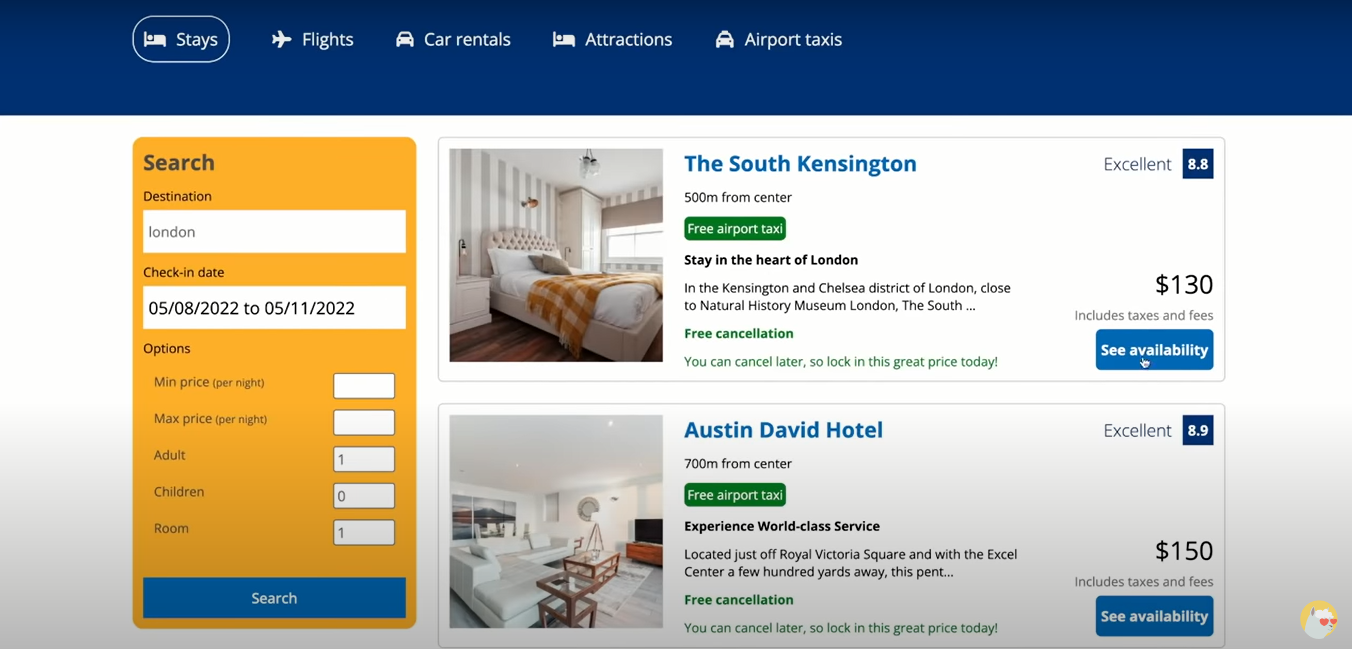 Stays
Flights
Car rentals
Attractions
Airport taxis
Search
Destination
london
Check-in date
05/08/2022 to 05/11/2022
Options
Min price (per night)
Max price (per night)
Adult
1
Children
0
Room
1
Search
The South Kensington
Excellent
8.8
500m from center
Free airport taxi
Stay in the heart of London
In the Kensington and Chelsea district of London, close
to Natural History Museum London, The South ...
Free cancellation
You can cancel later, so lock in this great price today!
$130
Includes taxes and fees
See availability
Austin David Hotel
Excellent
8.9
700m from center
Free airport taxi
Experience World-class Service
Located just off Royal Victoria Square and with the Excel
Center a few hundred yards away, this pent...
Free cancellation
You can cancel later, so lock in this great price today!
$150
Includes taxes and fees
See availability